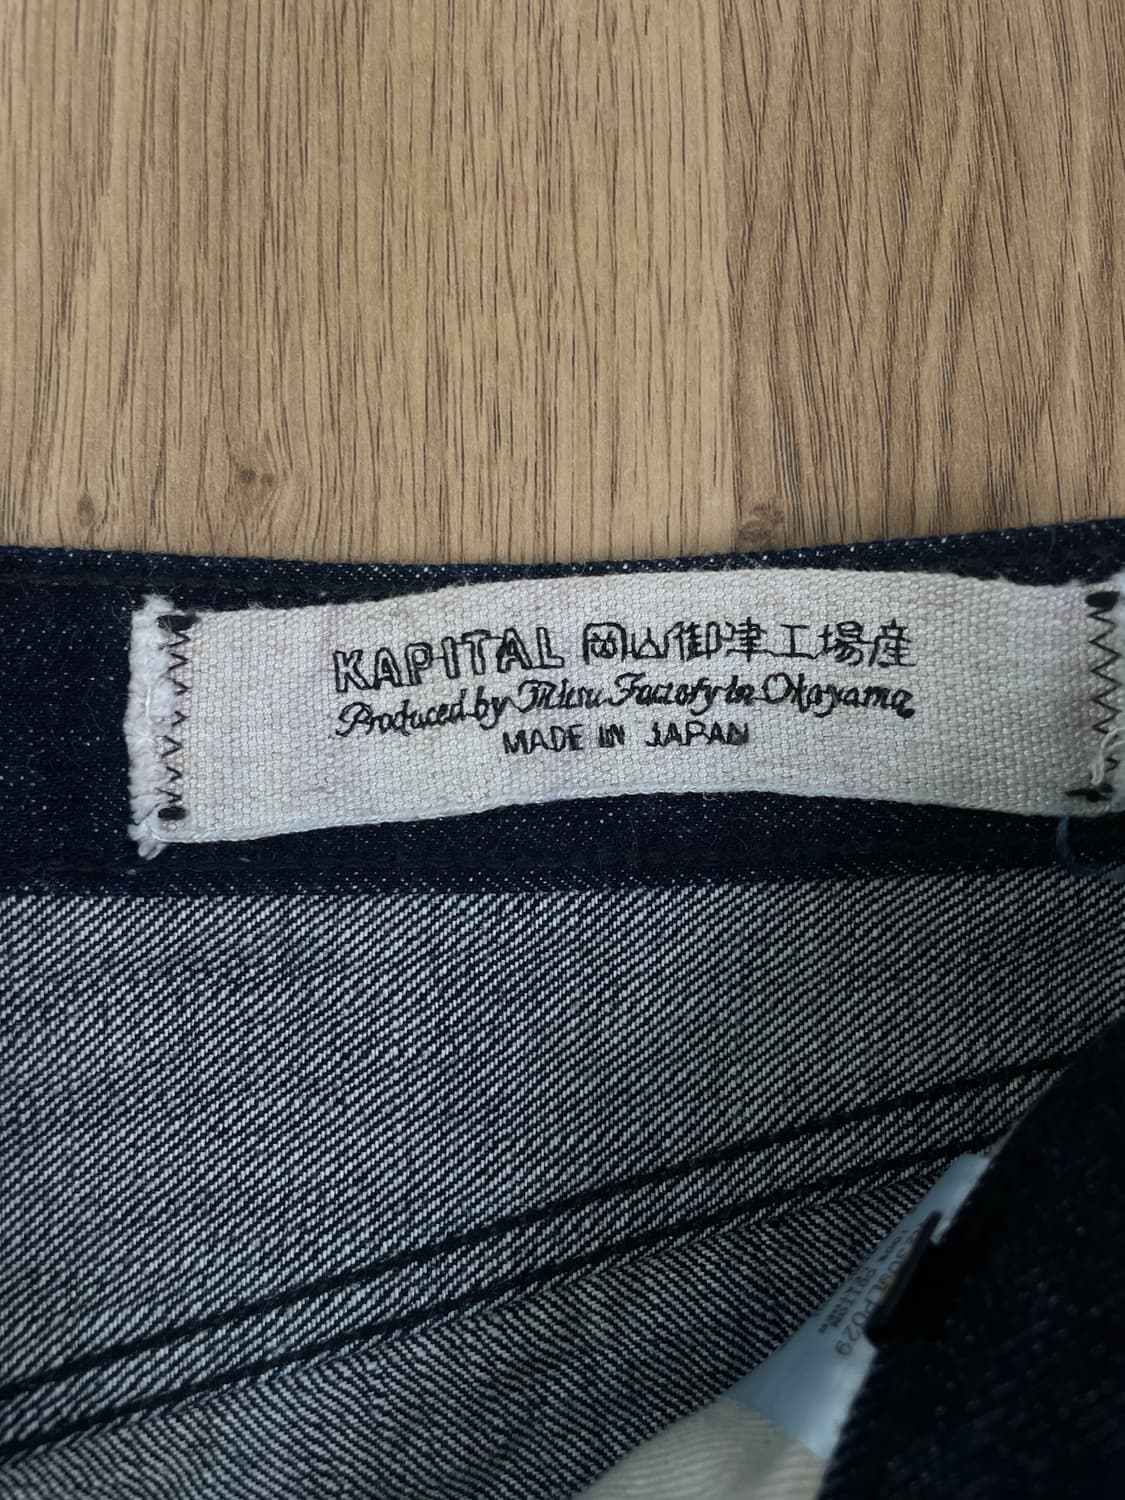 KAPITAL 岡山御津工場産
Produced by Mitsu Factory in Okayama
MADE IN JAPAN